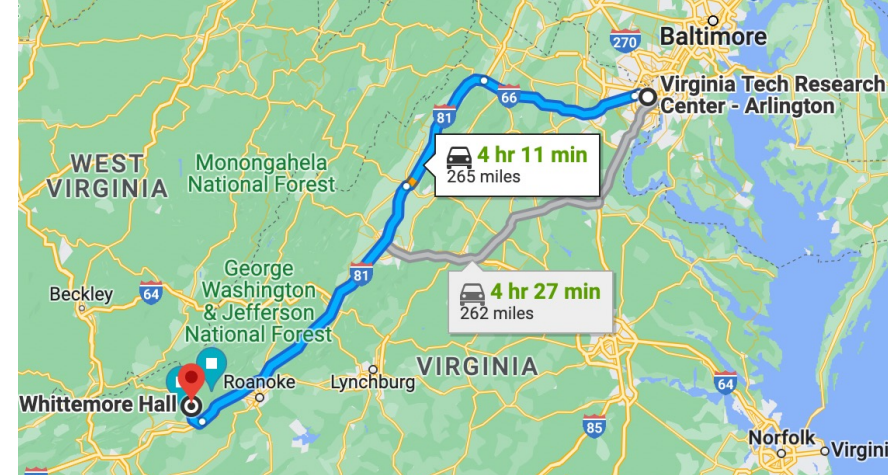 270
Baltimore
Virginia Tech Research
Center - Arlington
66
81
4 hr 11 min
265 miles
WEST
VIRGINIA
Monongahela
National Forest
81
4 hr 27 min
262 miles
Beckley
64
George
Washington
& Jefferson
National Forest
VIRGINIA
Roanoke
Lynchburg
Whittemore Hall
64
85
Norfolk
Virgini